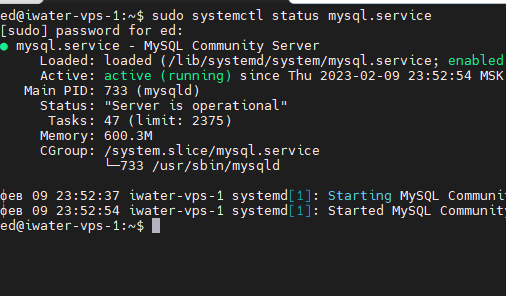 ed@iwater-vps-1:~$ sudo systemctl status mysql.service
[sudo] password for ed:
● mysql.service - MySQL Community Server
Loaded: loaded (/lib/systemd/system/mysql.service; enabled
Active: active (running) since Thu 2023-02-09 23:52:54 MSK
Main PID: 733 (mysqld)
Status: "Server is operational"
Tasks: 47 (limit: 2375)
Memory: 600.3M
CGroup: /system.slice/mysql.service
└─733 /usr/sbin/mysqld
фев 09 23:52:37 iwater-vps-1 systemd[1]: Starting MySQL Communi
фев 09 23:52:54 iwater-vps-1 systemd[1]: Started MySQL Community
ed@iwater-vps-1:~$